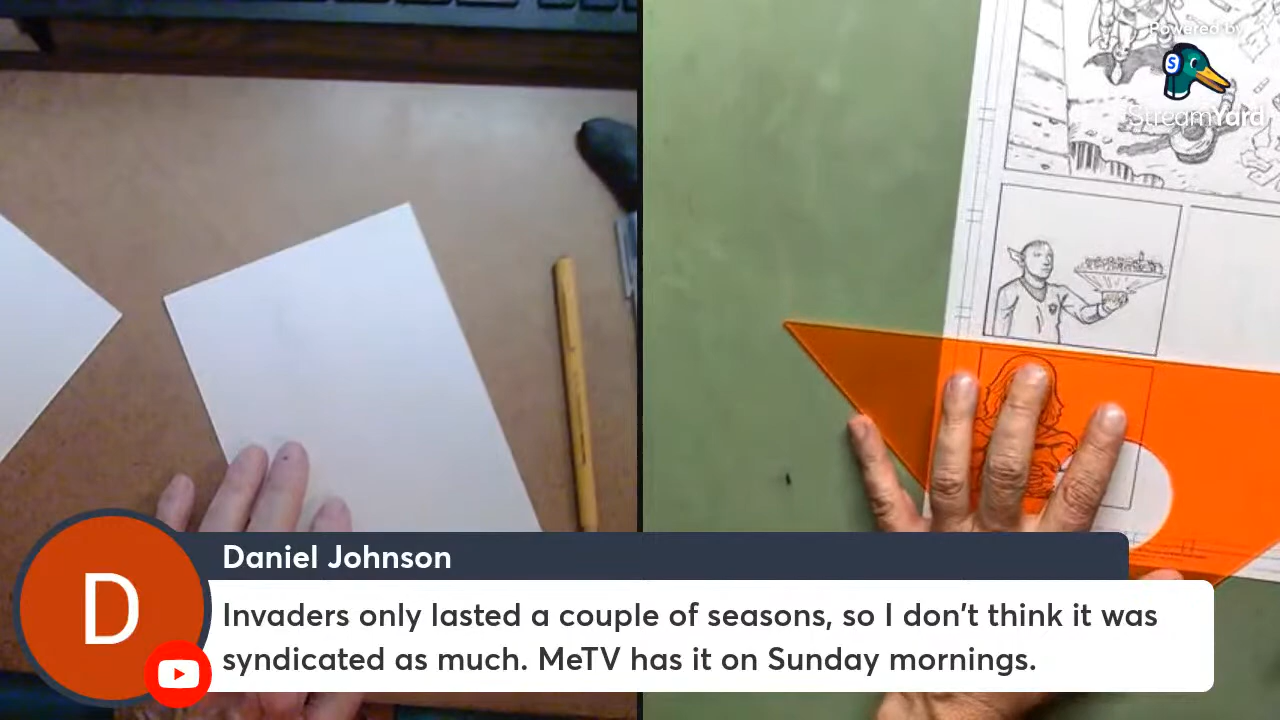 Powered by
S
StreamYard
Daniel Johnson
D
Invaders only lasted a couple of seasons, so I don't think it was
syndicated as much. MeTV has it on Sunday mornings.